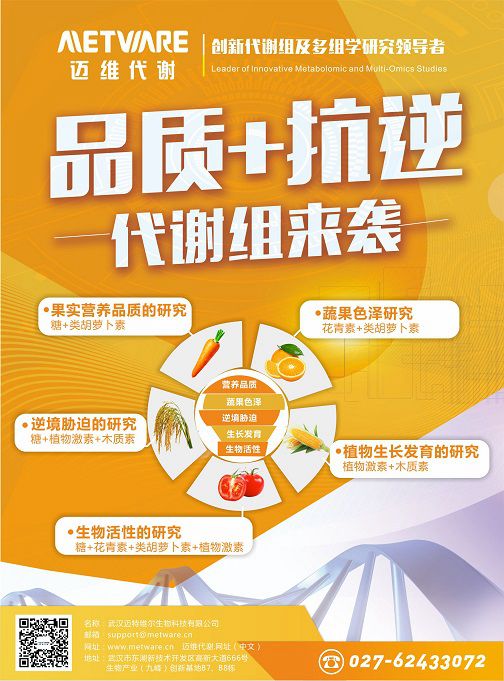 METWARE
迈维代谢
创新代谢组及多组学研究领导者
Leader of Innovative Metabolomic and Multi-Omics Studies
品质+抗逆
代谢组来袭
果实营养品质的研究
糖+类胡萝卜素
蔬果色泽研究
花青素+类胡萝卜素
营养品质
蔬果色泽
逆境胁迫
生长发育
生物活性
逆境胁迫的研究
糖+植物激素+木质素
植物生长发育的研究
植物激素+木质素
生物活性的研究
糖+花青素+类胡萝卜素+植物激素
名称：武汉迈特维尔生物科技有限公司
邮箱：support@metware.cn
网址：www.metware.cn 迈维代谢.网址（中文）
地址：武汉市东湖新技术开发区高新大道666号
生物产业（九峰）创新基地B7、B8栋
027-62433072